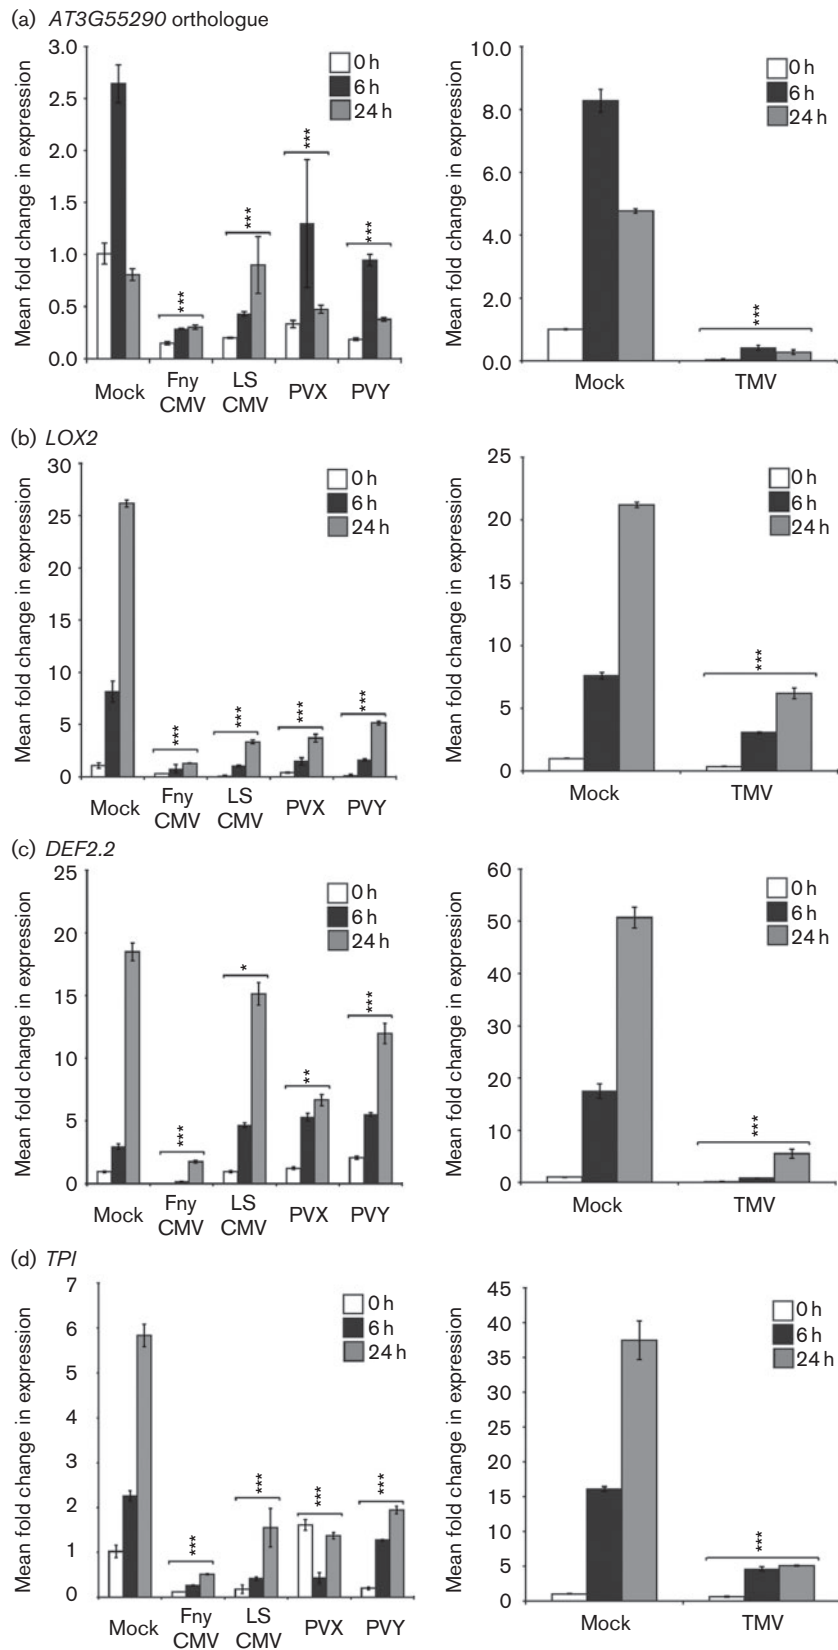 (a) AT3G55290 orthologue
Mean fold change in expression
3.0
2.5
2.0
1.5
1.0
0.5
0.0
0 h
6 h
24 h
***
***
***
***
Mock
Fny CMV
LS CMV
PVX
PVY
Mean fold change in expression
10.0
8.0
6.0
4.0
2.0
0.0
0 h
6 h
24 h
***
Mock
TMV
(b) LOX2
Mean fold change in expression
30
25
20
15
10
5
0
0 h
6 h
24 h
***
***
***
***
Mock
Fny CMV
LS CMV
PVX
PVY
Mean fold change in expression
25
20
15
10
5
0
0 h
6 h
24 h
***
Mock
TMV
(c) DEF2.2
Mean fold change in expression
25
20
15
10
5
0
0 h
6 h
24 h
***
*
**
***
Mock
Fny CMV
LS CMV
PVX
PVY
Mean fold change in expression
60
50
40
30
20
10
0
0 h
6 h
24 h
***
Mock
TMV
(d) TPI
Mean fold change in expression
7
6
5
4
3
2
1
0
0 h
6 h
24 h
***
***
***
***
Mock
Fny CMV
LS CMV
PVX
PVY
Mean fold change in expression
45
40
35
30
25
20
15
10
5
0
0 h
6 h
24 h
***
Mock
TMV